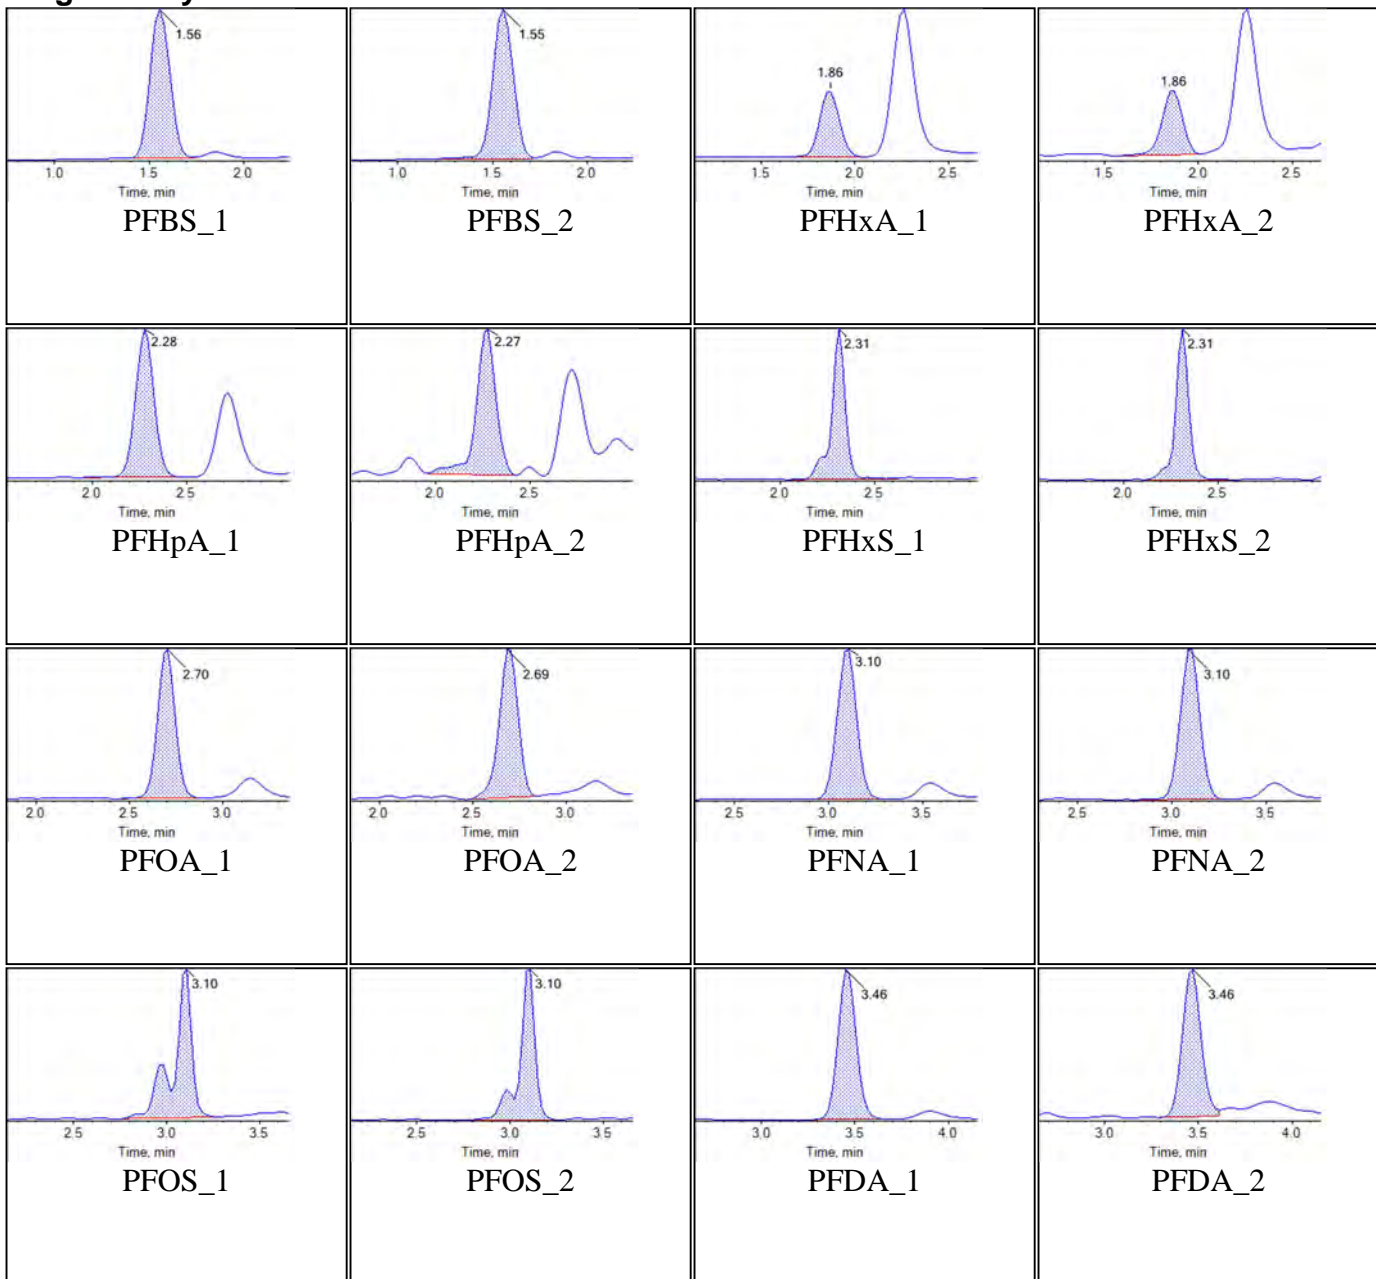 1.56
1.0 1.5 2.0
Time, min
PFBS_1
1.55
1.0 1.5 2.0
Time, min
PFBS_2
1.86
1.5 2.0 2.5
Time, min
PFHxA_1
1.86
1.5 2.0 2.5
Time, min
PFHxA_2
2.28
2.0 2.5
Time, min
PFHpA_1
2.27
2.0 2.5
Time, min
PFHpA_2
2.31
2.0 2.5
Time, min
PFHxS_1
2.31
2.0 2.5
Time, min
PFHxS_2
2.70
2.0 2.5 3.0
Time, min
PFOA_1
2.69
2.0 2.5 3.0
Time, min
PFOA_2
3.10
2.5 3.0 3.5
Time, min
PFNA_1
3.10
2.5 3.0 3.5
Time, min
PFNA_2
3.10
2.5 3.0 3.5
Time, min
PFOS_1
3.10
2.5 3.0 3.5
Time, min
PFOS_2
3.46
3.0 3.5 4.0
Time, min
PFDA_1
3.46
3.0 3.5 4.0
Time, min
PFDA_2